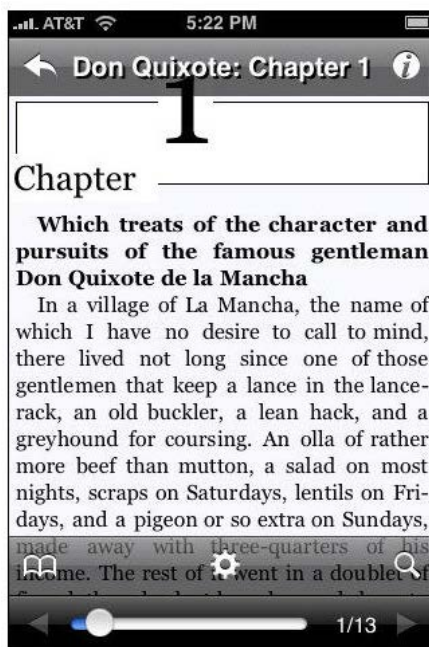 AT&T 5:22 PM
Don Quixote: Chapter 1
1
Chapter
Which treats of the character and
pursuits of the famous gentleman
Don Quixote de la Mancha
In a village of La Mancha, the name of
which I have no desire to call to mind,
there lived not long since one of those
gentlemen that keep a lance in the lance-
rack, an old buckler, a lean hack, and a
greyhound for coursing. An olla of rather
more beef than mutton, a salad on most
nights, scraps on Saturdays, lentils on Fri-
days, and a pigeon or so extra on Sundays,
made away with three-quarters of his
income. The rest of it went in a doublet of
1/13